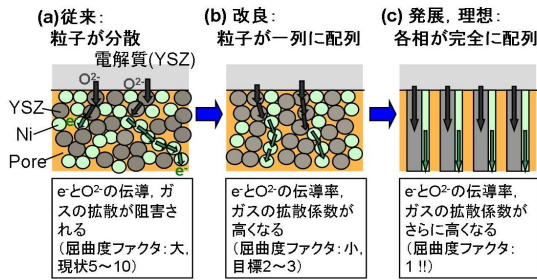 (a)従来:
粒子が分散
(b) 改良:
粒子が一列に配列
(c) 発展, 理想:
各相が完全に配列
電解質(YSZ)
O2-
O2-
YSZ
e-
Ni
Pore
e-
e-とO2-の伝導, ガ
スの拡散が阻害さ
れる
(屈曲度ファクタ:大,
現状5~10)
e-とO2-の伝導率,
ガスの拡散係数が
高くなる
(屈曲度ファクタ:小,
目標2~3)
e-とO2-の伝導率,
ガスの拡散係数が
さらに高くなる
(屈曲度ファクタ:
1 !!)